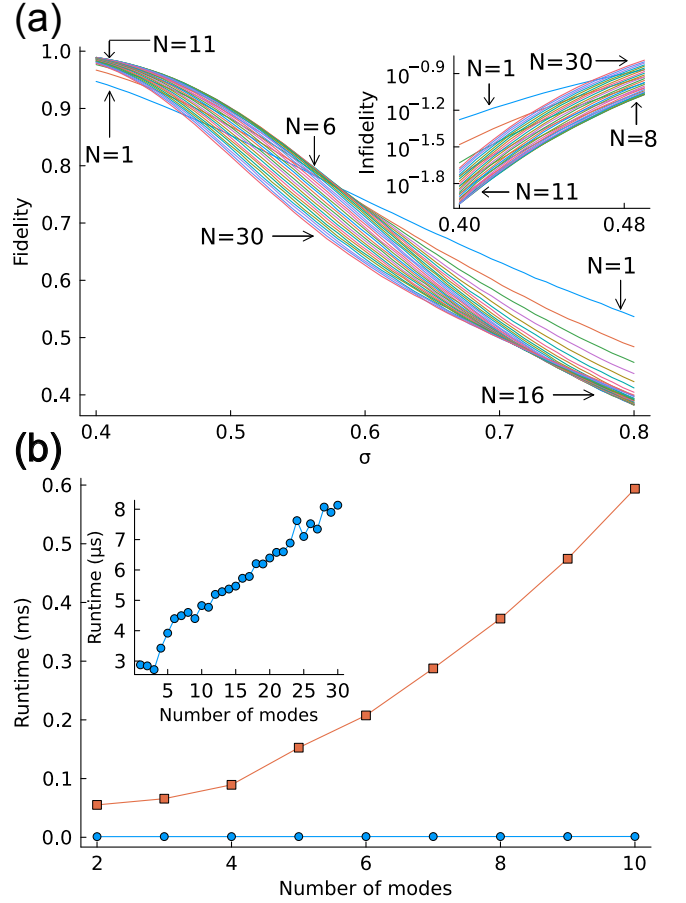 (a)
1.0
0.9
0.8
0.7
0.6
0.5
0.4
Fidelity
N=11
N=1
N=6
N=30
N=1
N=16
0.4
0.5
0.6
0.7
0.8
σ
10^−0.9
10^−1.2
10^−1.5
10^−1.8
Infidelity
N=30
N=1
N=8
N=11
0.40
0.48
(b)
0.6
0.5
0.4
0.3
0.2
0.1
0.0
Runtime (ms)
8
7
6
5
4
3
Runtime (µs)
5
10
15
20
25
30
Number of modes
2
4
6
8
10
Number of modes